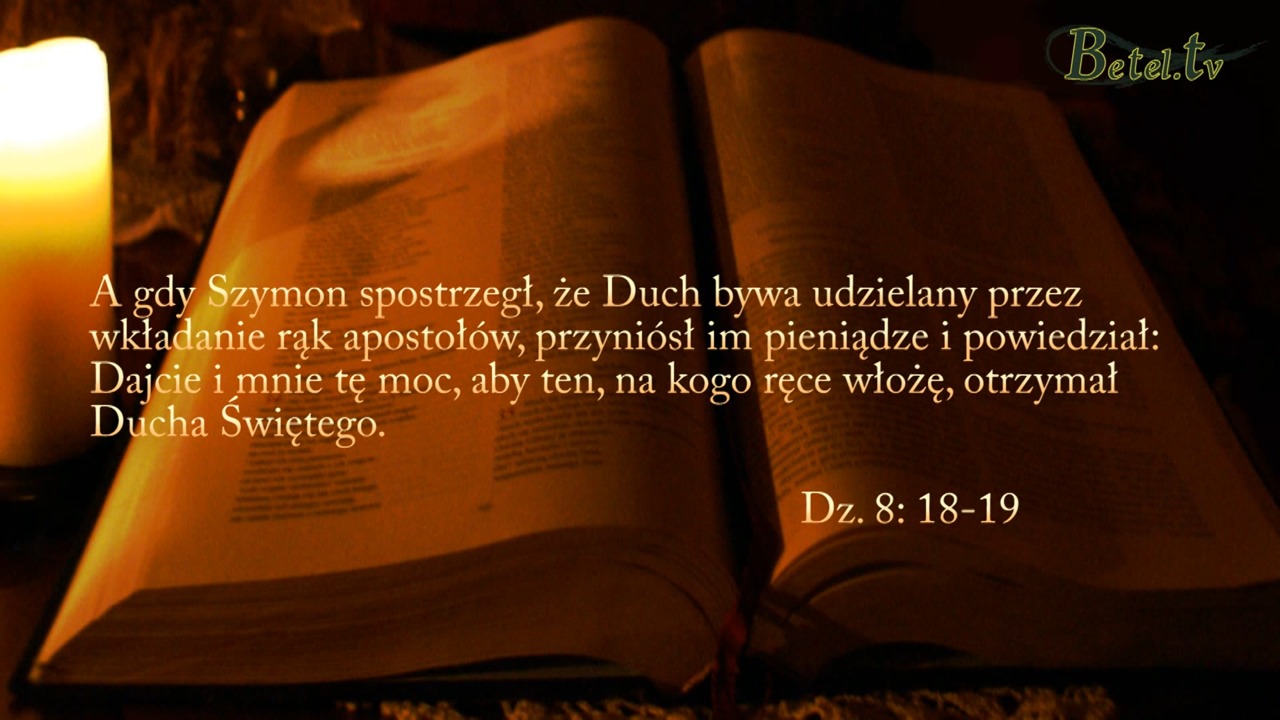 Betel.tv
A gdy Szymon spostrzegł, że Duch bywa udzielany przez
wkładanie rąk apostołów, przyniósł im pieniądze i powiedział:
Dajcie i mnie tę moc, aby ten, na kogo ręce włożę, otrzymał
Ducha Świętego.
Dz. 8: 18-19